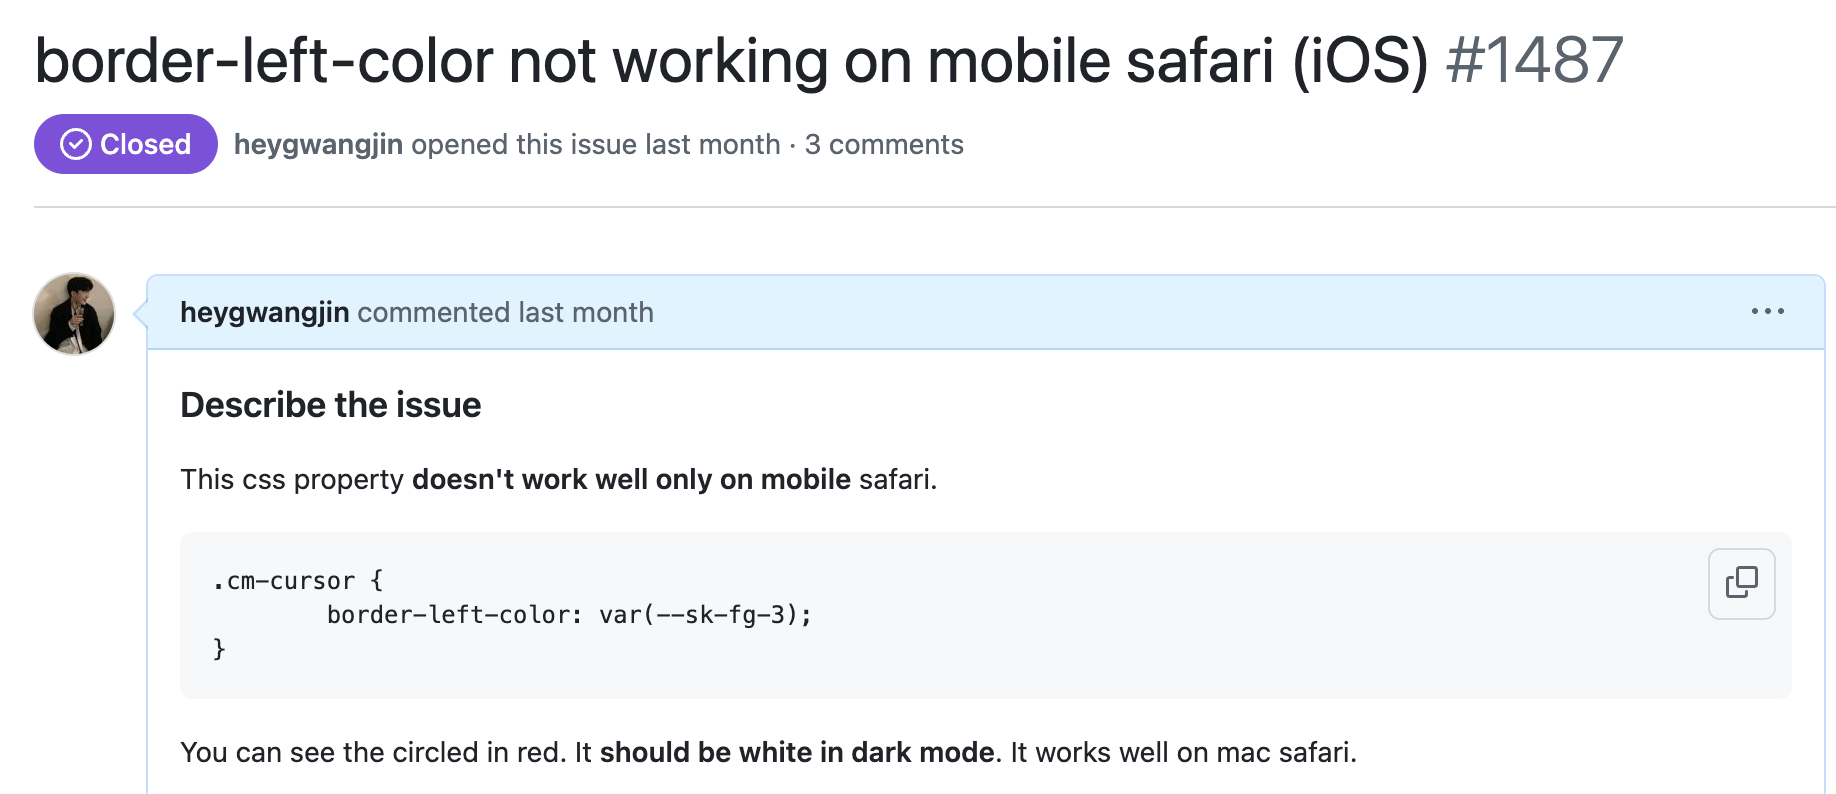 border-left-color not working on mobile safari (iOS) #1487
Closed heygwangjin opened this issue last month · 3 comments
heygwangjin commented last month
Describe the issue
This css property doesn't work well only on mobile safari.
.cm-cursor {
        border-left-color: var(--sk-fg-3);
}
You can see the circled in red. It should be white in dark mode. It works well on mac safari.